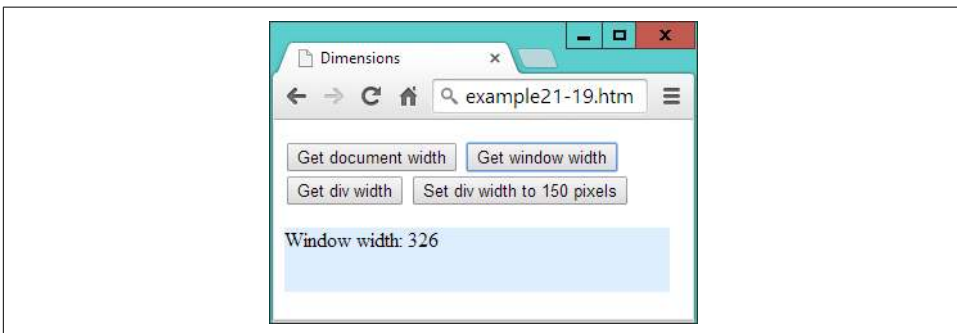 Dimensions
example21-19.htm
Get document width Get window width
Get div width Set div width to 150 pixels
Window width: 326